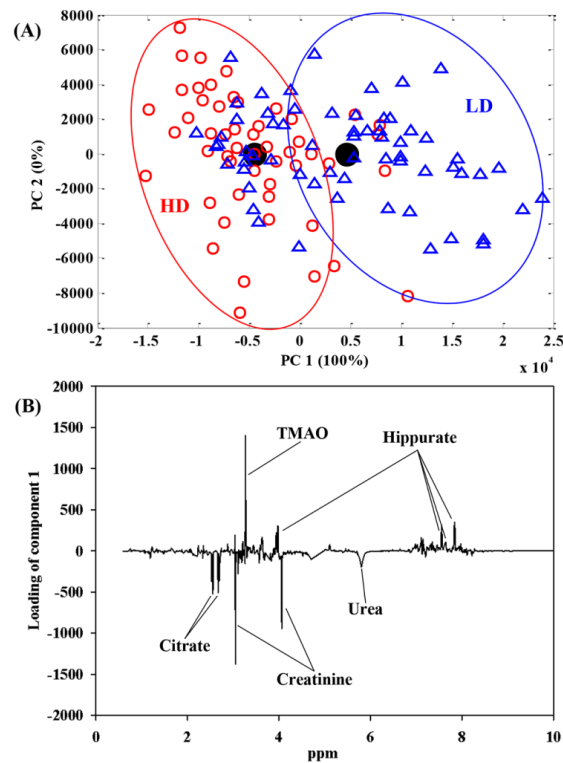 (A)
8000
6000
4000
2000
0
-2000
-4000
-6000
-8000
-10000
PC 2 (0%)
HD
LD
-2 -1.5 -1 -0.5 0 0.5 1 1.5 2 2.5
PC 1 (100%)
x 10⁴
(B)
2000
1500
1000
500
0
-500
-1000
-1500
-2000
Loading of component 1
TMAO
Hippurate
Citrate
Creatinine
Urea
0 2 4 6 8 10
ppm